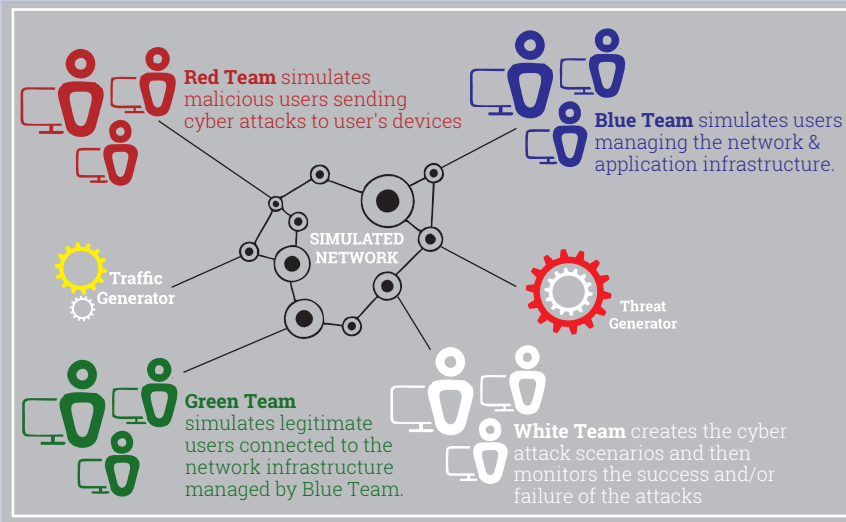 Red Team simulates
malicious users sending
cyber attacks to user's devices
Blue Team simulates users
managing the network &
application infrastructure.
SIMULATED
NETWORK
Traffic
Generator
Threat
Generator
Green Team
simulates legitimate
users connected to the
network infrastructure
managed by Blue Team.
White Team creates the cyber
attack scenarios and then
monitors the success and/or
failure of the attacks